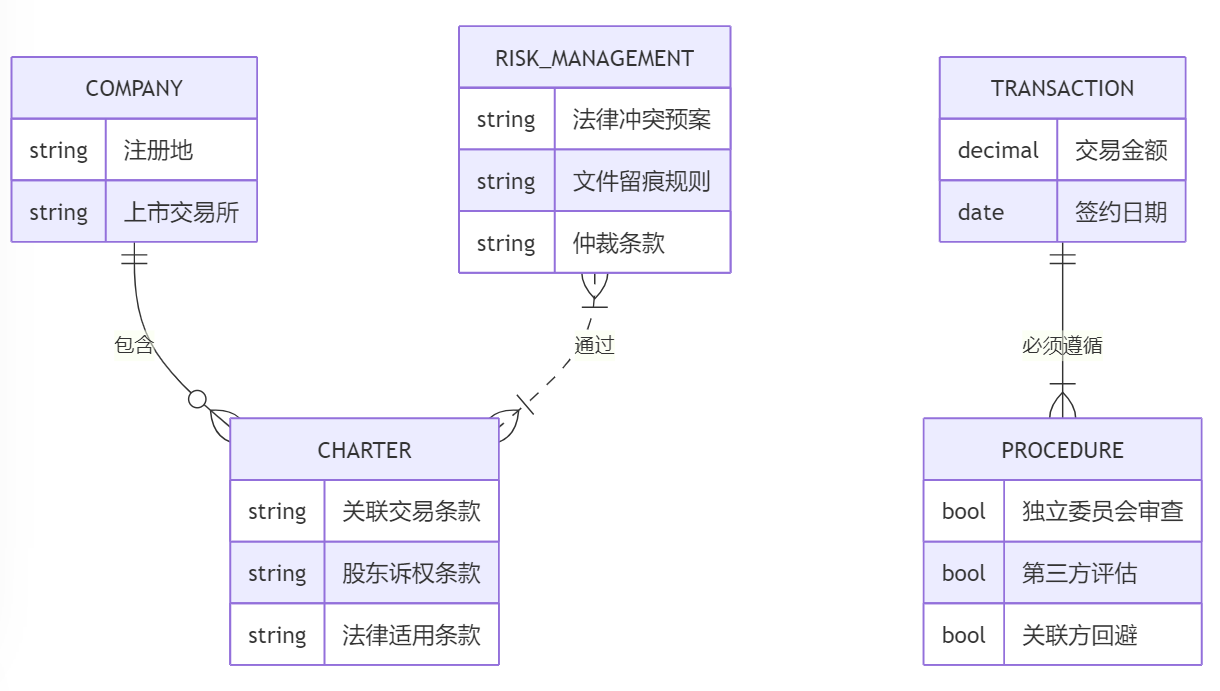 COMPANY
string 注册地
string 上市交易所
RISK_MANAGEMENT
string 法律冲突预案
string 文件留痕规则
string 仲裁条款
TRANSACTION
decimal 交易金额
date 签约日期
包含
通过
必须遵循
CHARTER
string 关联交易条款
string 股东诉权条款
string 法律适用条款
PROCEDURE
bool 独立委员会审查
bool 第三方评估
bool 关联方回避